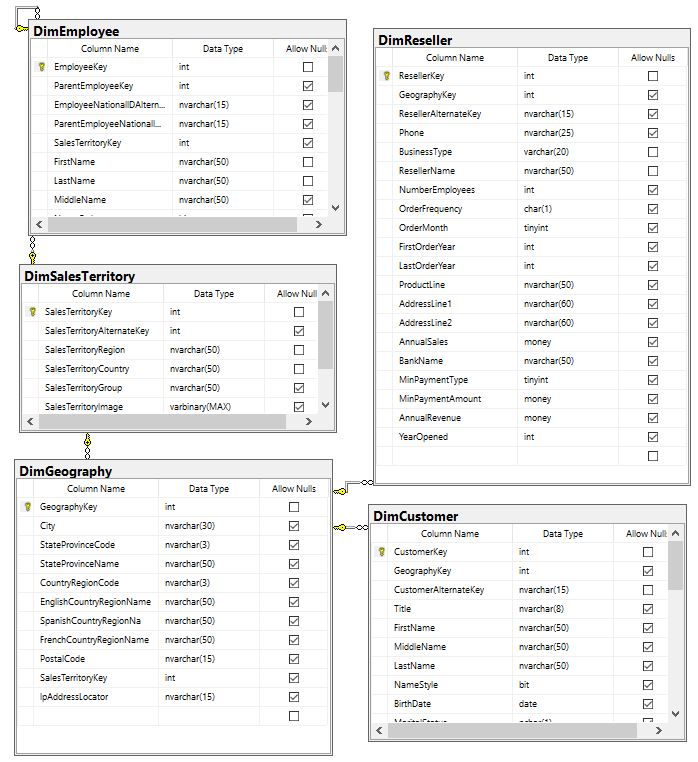 DimEmployee
Column Name Data Type Allow Nulls
EmployeeKey int
ParentEmployeeKey int
EmployeeNationalIDAltern... nvarchar(15)
ParentEmployeeNationalI... nvarchar(15)
SalesTerritoryKey int
FirstName nvarchar(50)
LastName nvarchar(50)
MiddleName nvarchar(50)
DimSalesTerritory
Column Name Data Type Allow Null
SalesTerritoryKey int
SalesTerritoryAlternateKey int
SalesTerritoryRegion nvarchar(50)
SalesTerritoryCountry nvarchar(50)
SalesTerritoryGroup nvarchar(50)
SalesTerritoryImage varbinary(MAX)
DimGeography
Column Name Data Type Allow Nulls
GeographyKey int
City nvarchar(30)
StateProvinceCode nvarchar(3)
StateProvinceName nvarchar(50)
CountryRegionCode nvarchar(3)
EnglishCountryRegionName nvarchar(50)
SpanishCountryRegionNa nvarchar(50)
FrenchCountryRegionName nvarchar(50)
PostalCode nvarchar(15)
SalesTerritoryKey int
IpAddressLocator nvarchar(15)
DimReseller
Column Name Data Type Allow Nulls
ResellerKey int
GeographyKey int
ResellerAlternateKey nvarchar(15)
Phone nvarchar(25)
BusinessType varchar(20)
ResellerName nvarchar(50)
NumberEmployees int
OrderFrequency char(1)
OrderMonth tinyint
FirstOrderYear int
LastOrderYear int
ProductLine nvarchar(50)
AddressLine1 nvarchar(60)
AddressLine2 nvarchar(60)
AnnualSales money
BankName nvarchar(50)
MinPaymentType tinyint
MinPaymentAmount money
AnnualRevenue money
YearOpened int
DimCustomer
Column Name Data Type Allow Null
CustomerKey int
GeographyKey int
CustomerAlternateKey nvarchar(15)
Title nvarchar(8)
FirstName nvarchar(50)
MiddleName nvarchar(50)
LastName nvarchar(50)
NameStyle bit
BirthDate date
MaritalStatus nchar(1)